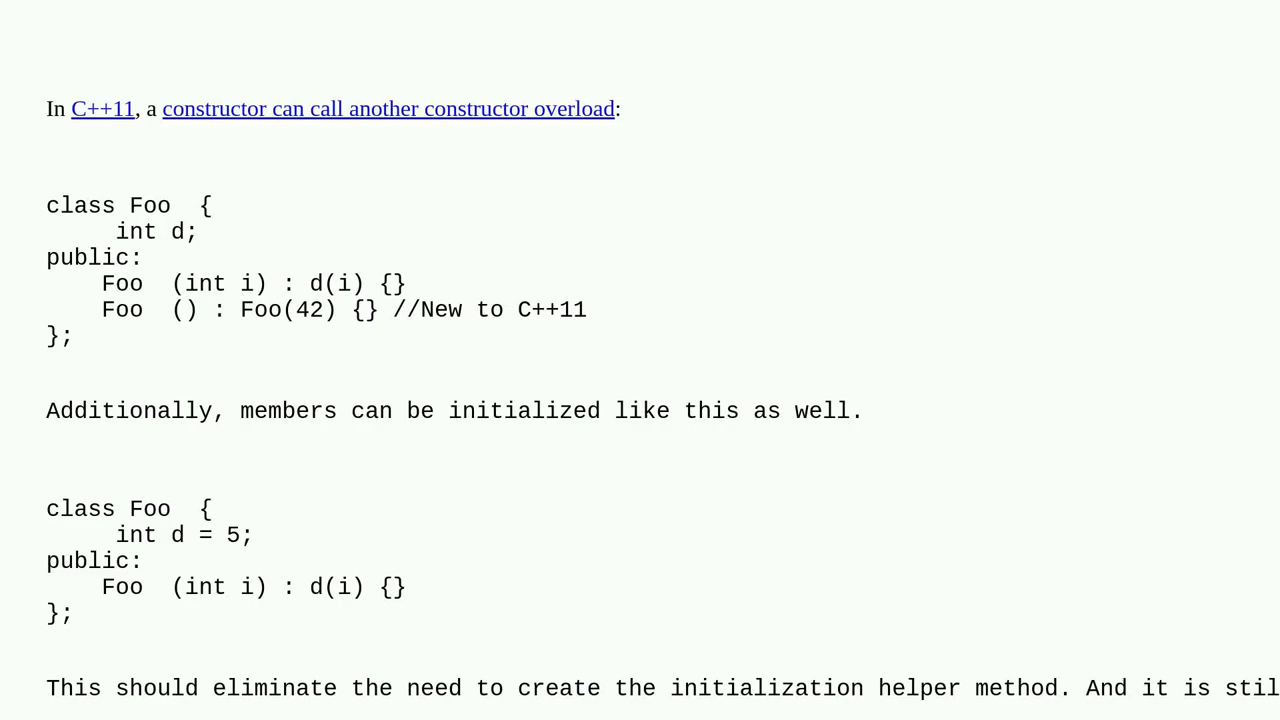 In C++11, a constructor can call another constructor overload:
class Foo  {
     int d;
public:
    Foo  (int i) : d(i) {}
    Foo  () : Foo(42) {} //New to C++11
};
Additionally, members can be initialized like this as well.
class Foo  {
     int d = 5;
public:
    Foo  (int i) : d(i) {}
};
This should eliminate the need to create the initialization helper method. And it is stil